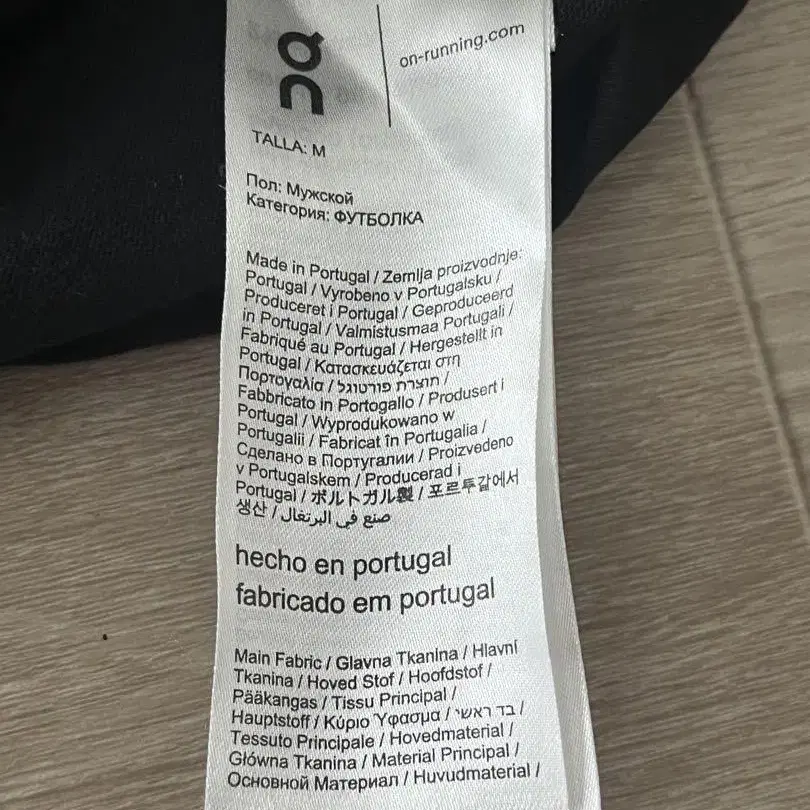 on-running.com
TALLA: M
Пол: Мужской
Категория: ФУТБОЛКА
Made in Portugal / Zemlja proizvodnje:
Portugal / Vyrobeno v Portugalsku /
Produceret i Portugal / Geproduceerd
in Portugal / Valmistusmaa Portugali /
Fabriqué au Portugal / Hergestellt in
Portugal / Κατασκευάζεται στη
Πορτογαλία / תוצרת פורטוגל /
Fabbricato in Portogallo / Produsert i
Portugal / Wyprodukowano w
Portugalii / Fabricat în Portugalia /
Сделано в Португалии / Proizvedeno
v Portugalskem / Producerad i
Portugal / ポルトガル製 / 포르투갈에서
생산 / صنع في البرتغال
hecho en portugal
fabricado em portugal
Main Fabric / Glavna Tkanina / Hlavní
Tkanina / Hoved Stof / Hoofdstof /
Pääkangas / Tissu Principal /
Hauptstoff / Κύριο Ύφασμα / בד ראשי /
Tessuto Principale / Hovedmaterial /
Główna Tkanina / Material Principal /
Основной Материал / Huvudmaterial /